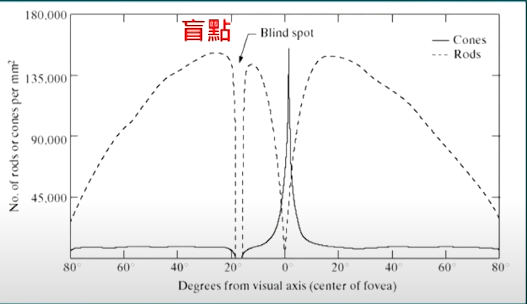 180,000
盲點
Blind spot
Cones
Rods
135,000
90,000
45,000
No. of rods or cones per mm²
80° 60° 40° 20° 0° 20° 40° 60° 80°
Degrees from visual axis (center of fovea)